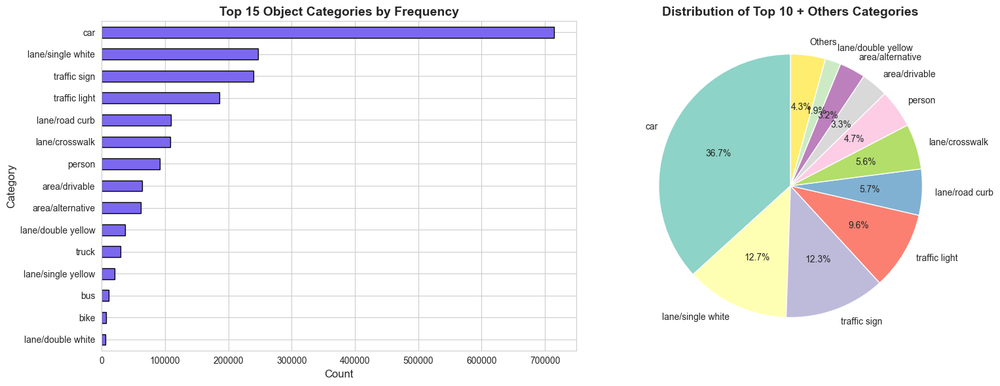 Top 15 Object Categories by Frequency
car
lane/single white
traffic sign
traffic light
lane/road curb
lane/crosswalk
person
area/drivable
area/alternative
lane/double yellow
truck
lane/single yellow
bus
bike
lane/double white
Category
0 100000 200000 300000 400000 500000 600000 700000
Count
Distribution of Top 10 + Others Categories
Others
lane/double yellow
area/alternative
area/drivable
person
lane/crosswalk
lane/road curb
traffic light
traffic sign
lane/single white
car
4.3%
1.9%
3.2%
3.3%
4.7%
5.6%
5.7%
9.6%
12.3%
12.7%
36.7%